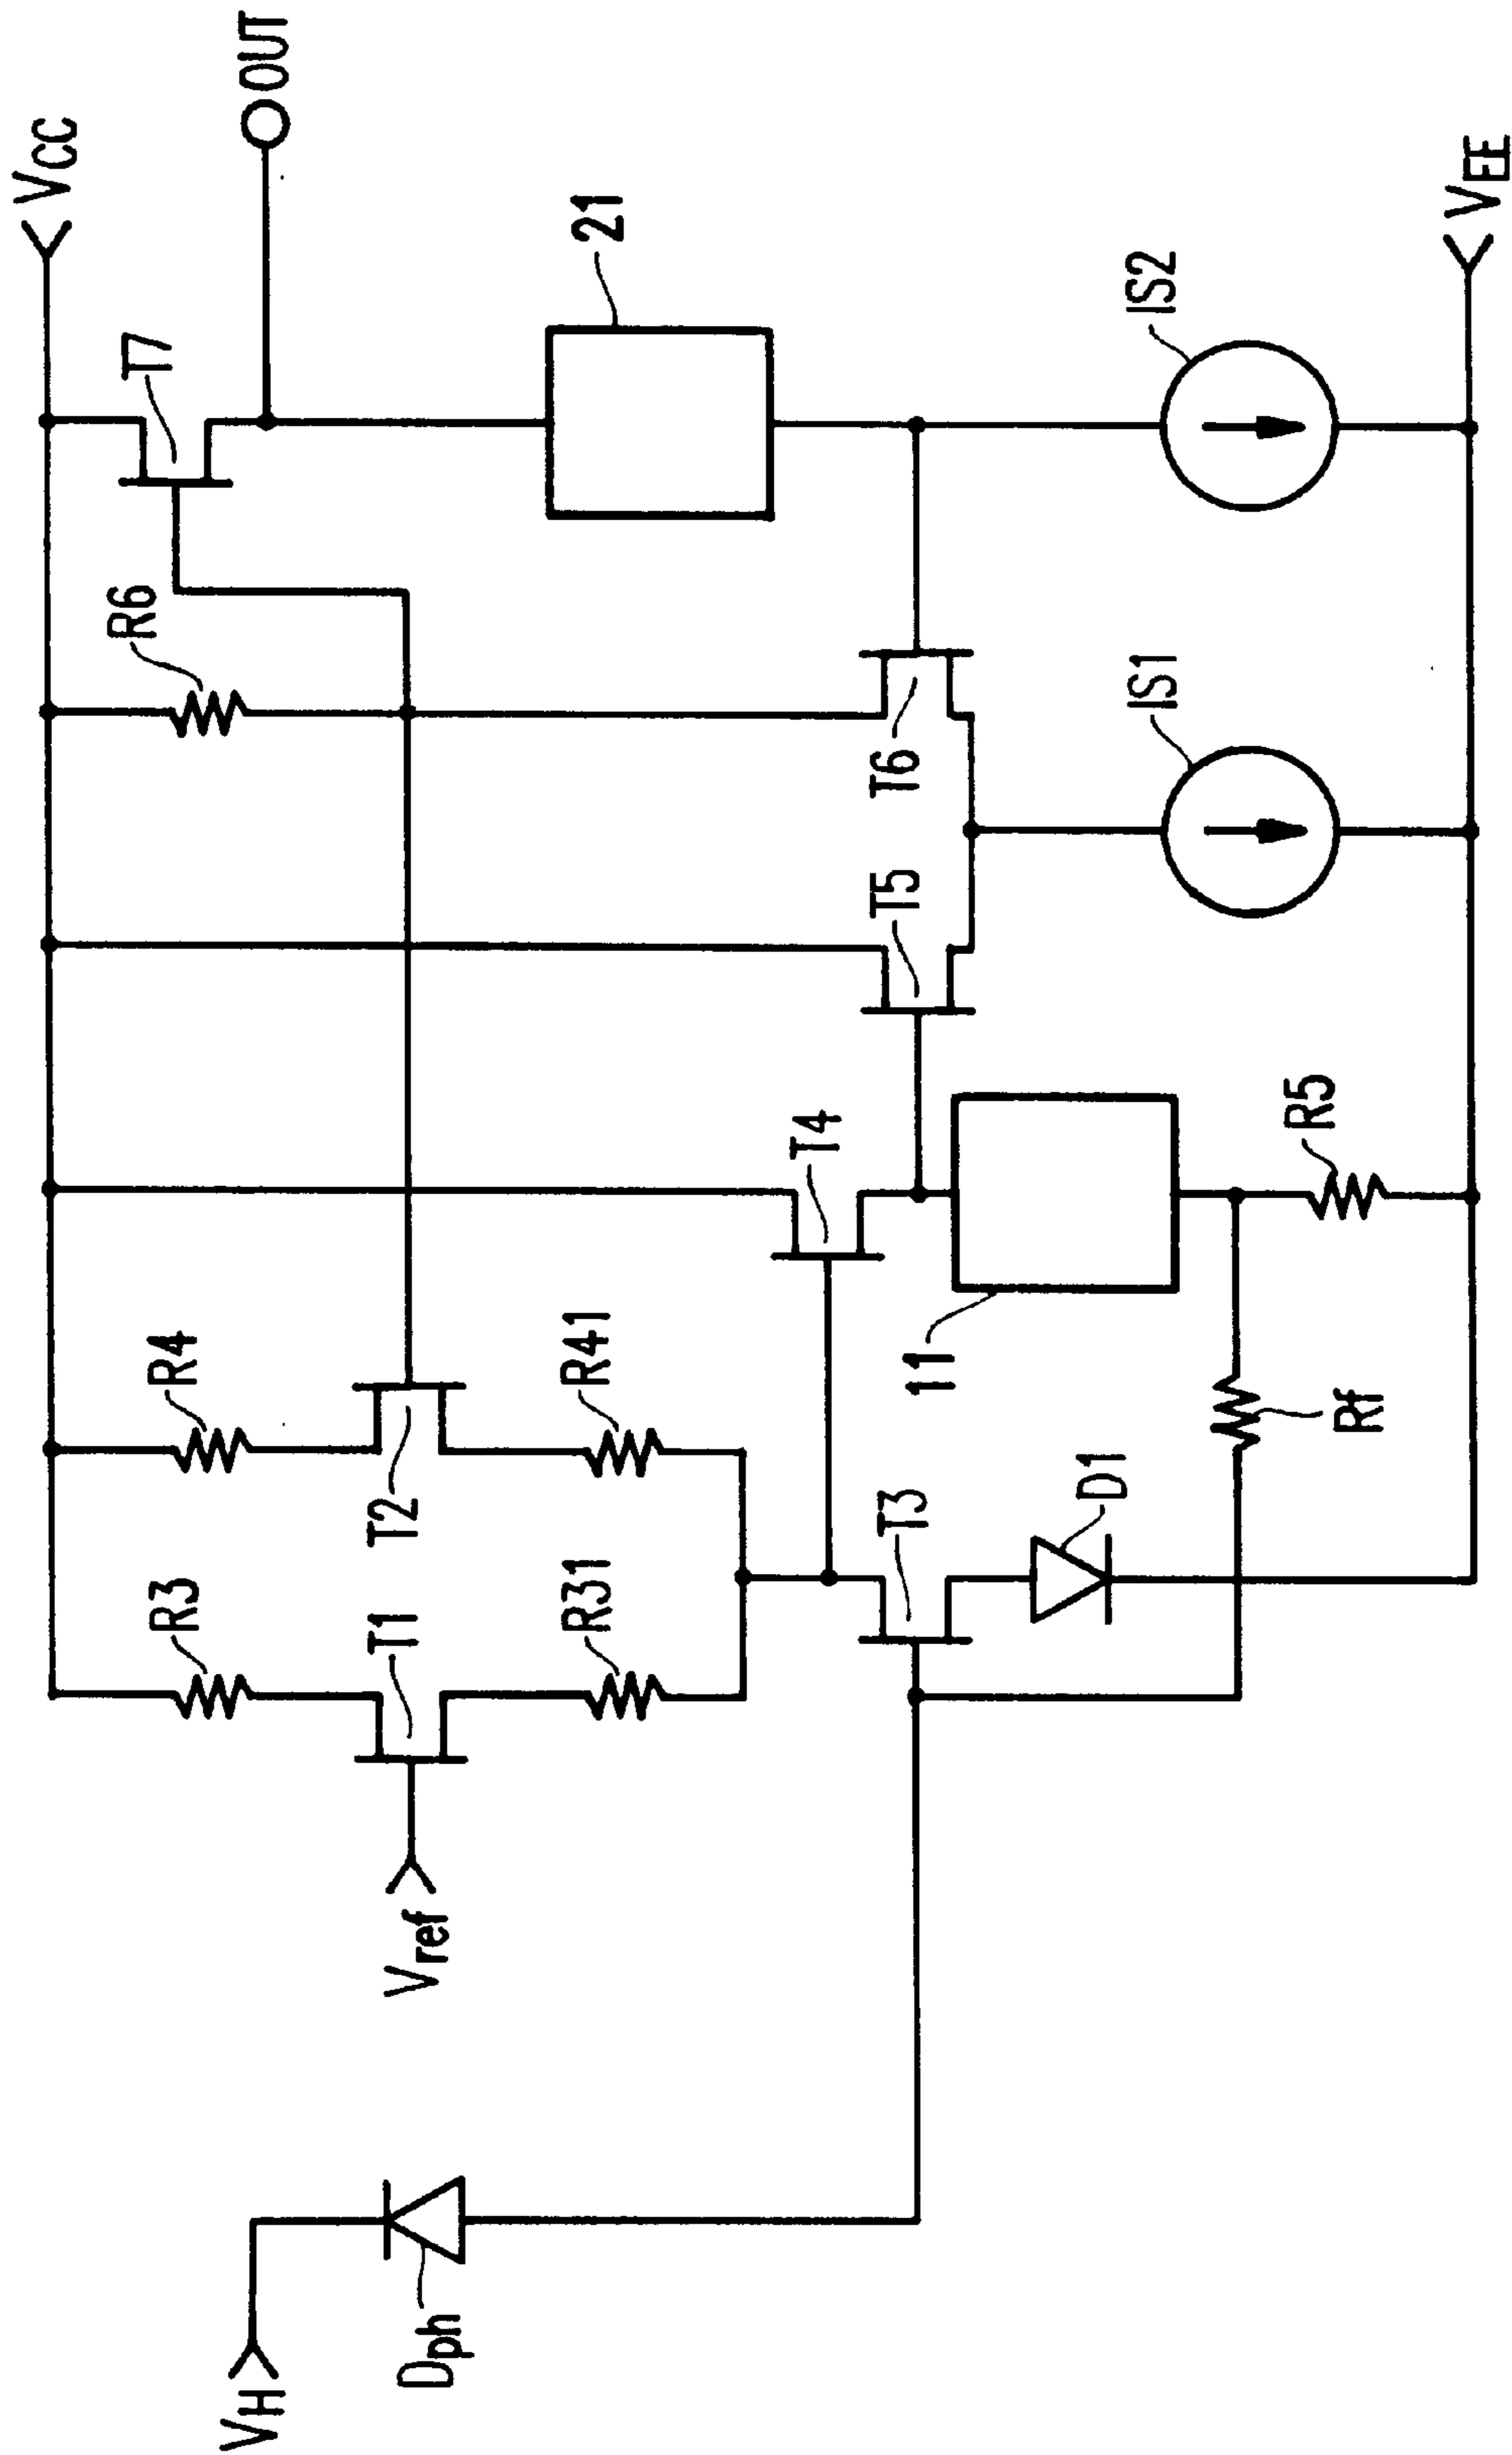 VH
Dph
Vref
R3
T1
R31
R4
T2
R41
T3
D1
Rf
T4
11
R5
T5
T6
IS1
R6
T7
21
IS2
VCC
OUT
VEE